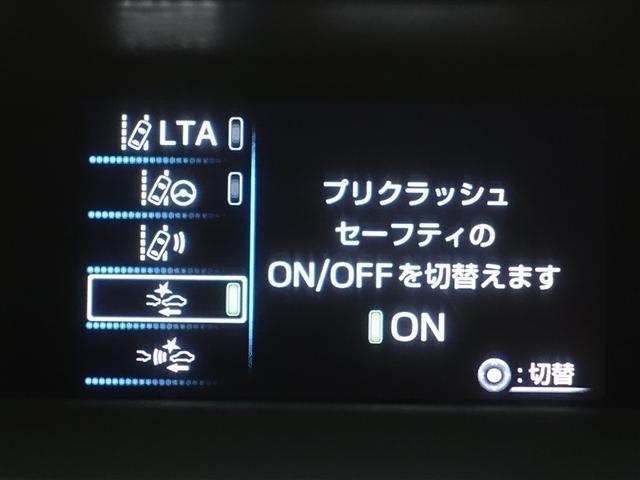 LTA
プリクラッシュ
セーフティの
ON/OFFを切替えます
ON
:切替